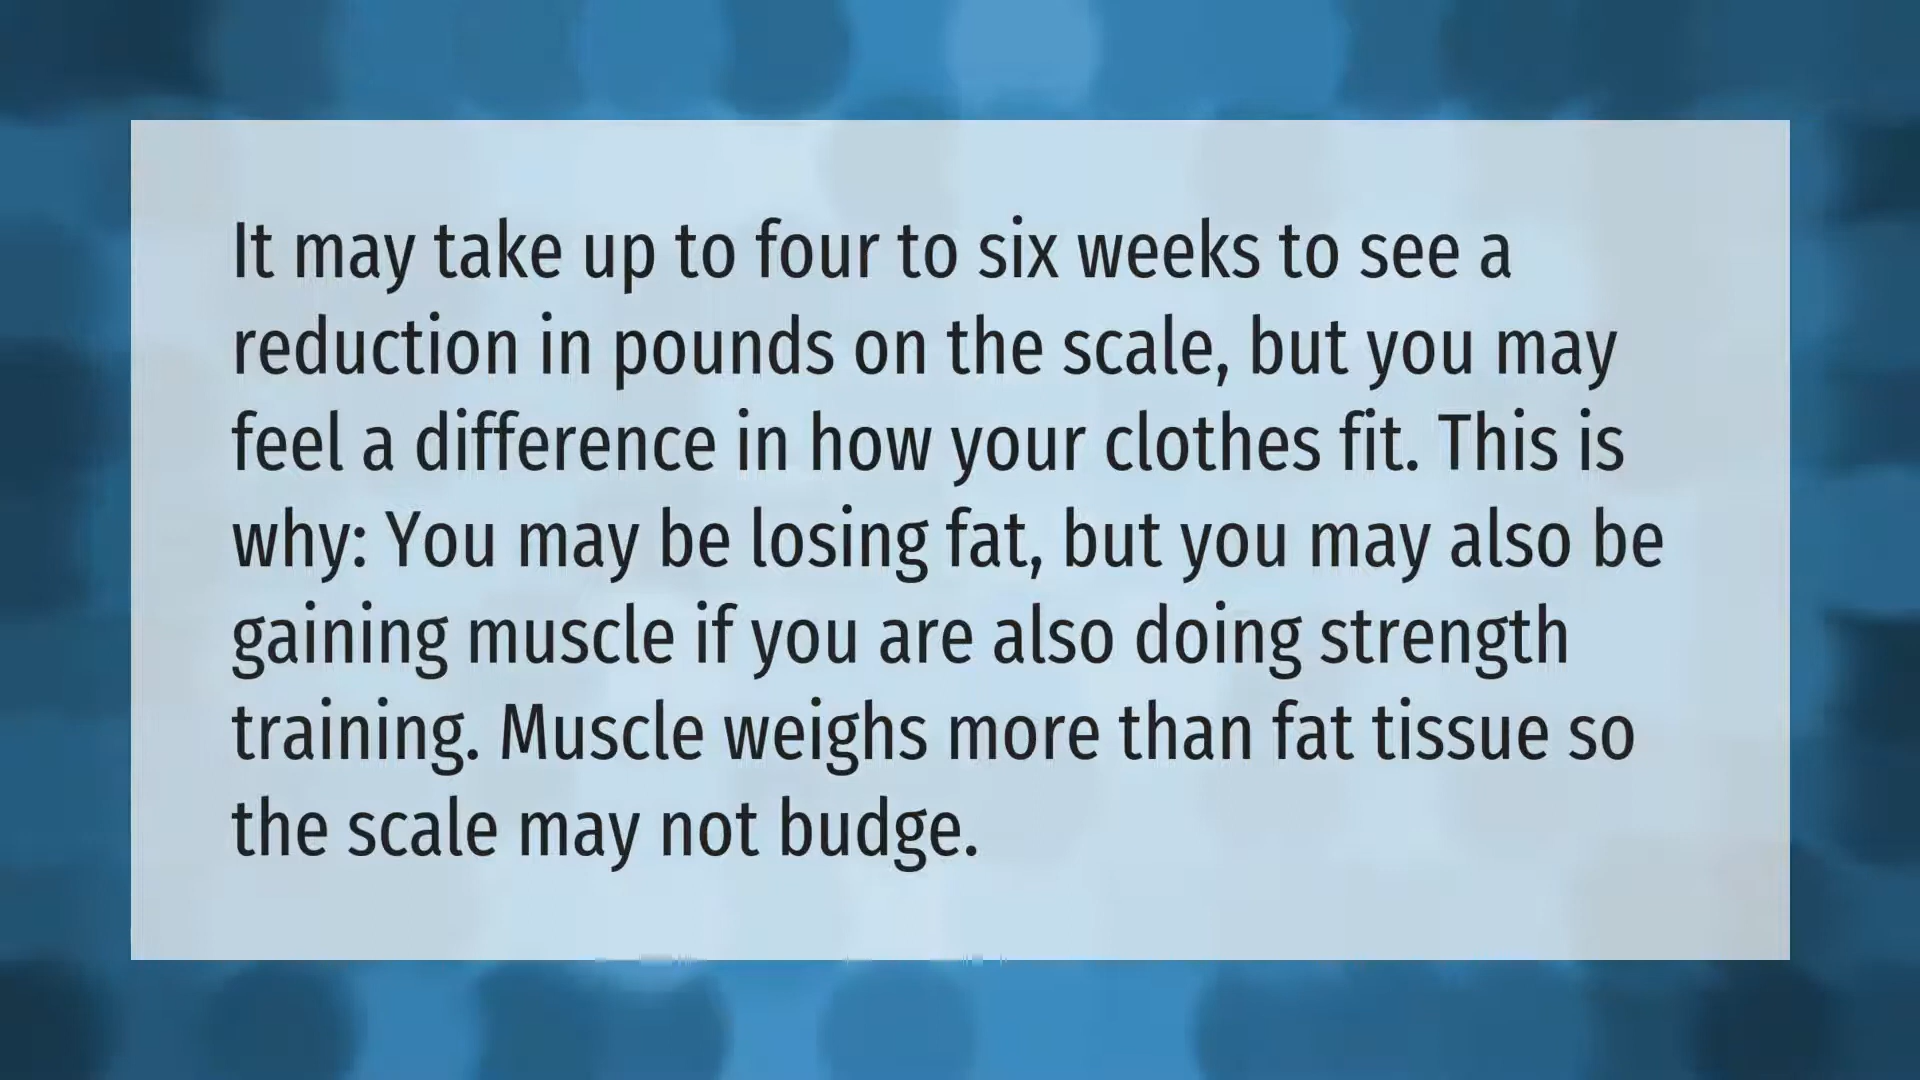 It may take up to four to six weeks to see a
reduction in pounds on the scale, but you may
feel a difference in how your clothes fit. This is
why: You may be losing fat, but you may also be
gaining muscle if you are also doing strength
training. Muscle weighs more than fat tissue so
the scale may not budge.